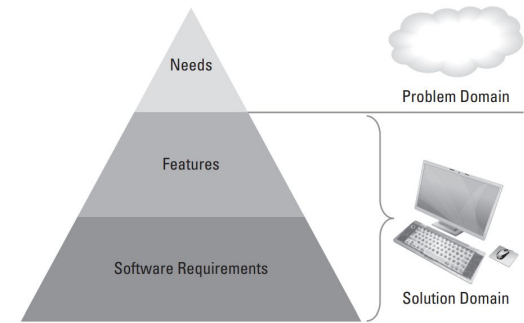 Needs
Problem Domain
Features
Software Requirements
Solution Domain